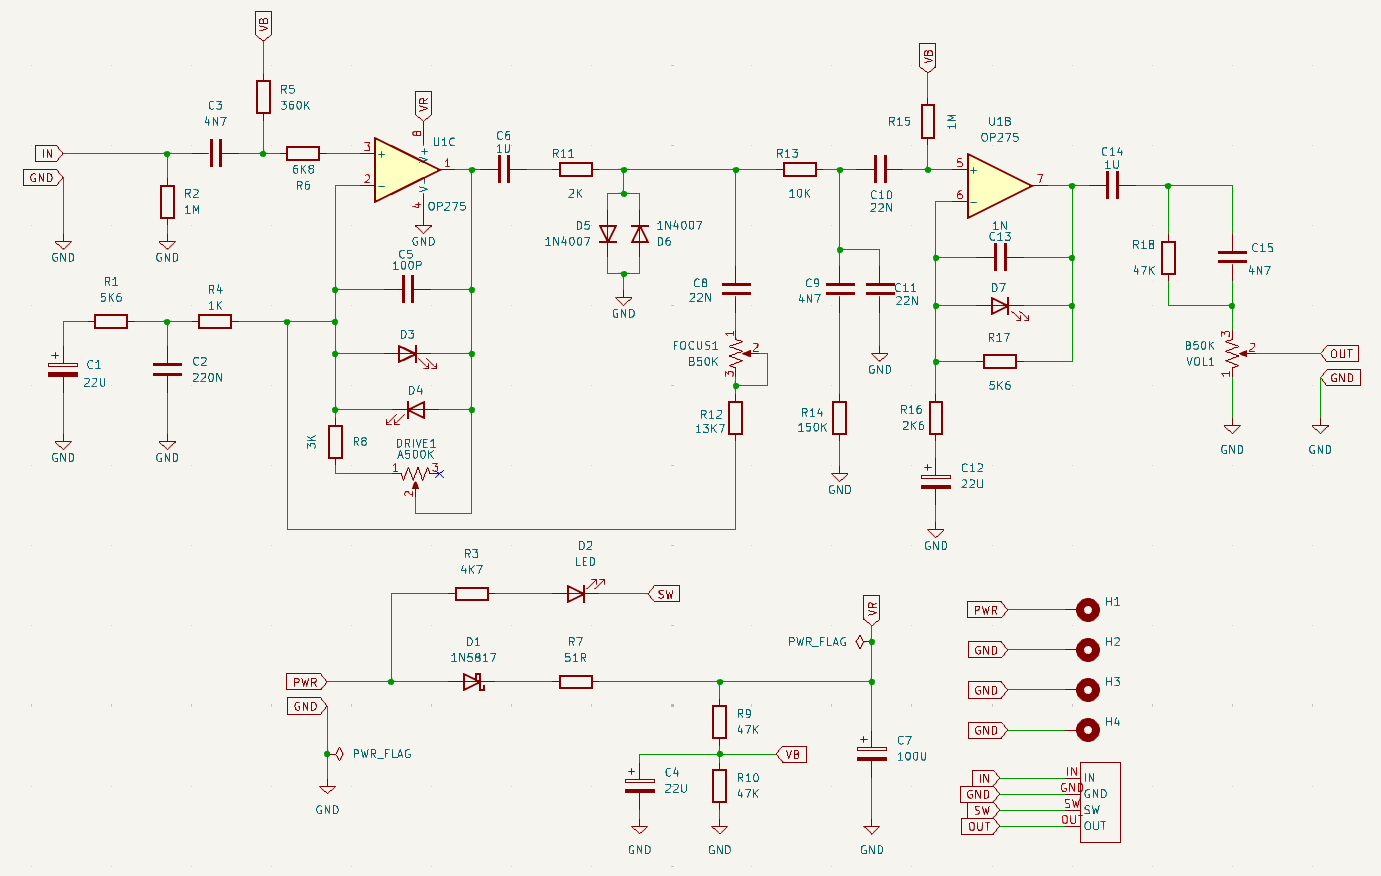 VB
VB
R5
360K
C3
4N7
VR
8
U1C
V+
V-
C6
1U
R15
1M
U1B
OP275
IN
3
+
1
R11
2K
R13
10K
5
+
C14
1U
GND
6K8
R6
2
−
4
OP275
C10
22N
6
−
7
R2
1M
GND
D5
1N4007
1N4007
D6
1N
C13
R18
47K
C15
4N7
GND
GND
C5
100P
R1
5K6
R4
1K
GND
C8
22N
C9
4N7
C11
22N
D7
+
C1
22U
C2
220N
D3
FOCUS1
B50K
1
2
3
R17
5K6
B50K
VOL1
3
2
1
OUT
GND
GND
D4
R12
13K7
R14
150K
R16
2K6
GND
GND
3K
R8
DRIVE1
A500K
1
3
2
GND
GND
GND
+
C12
22U
GND
R3
4K7
D2
LED
SW
D1
1N5817
R7
51R
VR
PWR_FLAG
PWR
GND
PWR_FLAG
GND
R9
47K
VB
+
C4
22U
R10
47K
+
C7
100U
GND
GND
GND
PWR
H1
GND
H2
GND
H3
GND
H4
IN
IN
IN
GND
GND
GND
SW
SW
SW
OUT
OUT
OUT